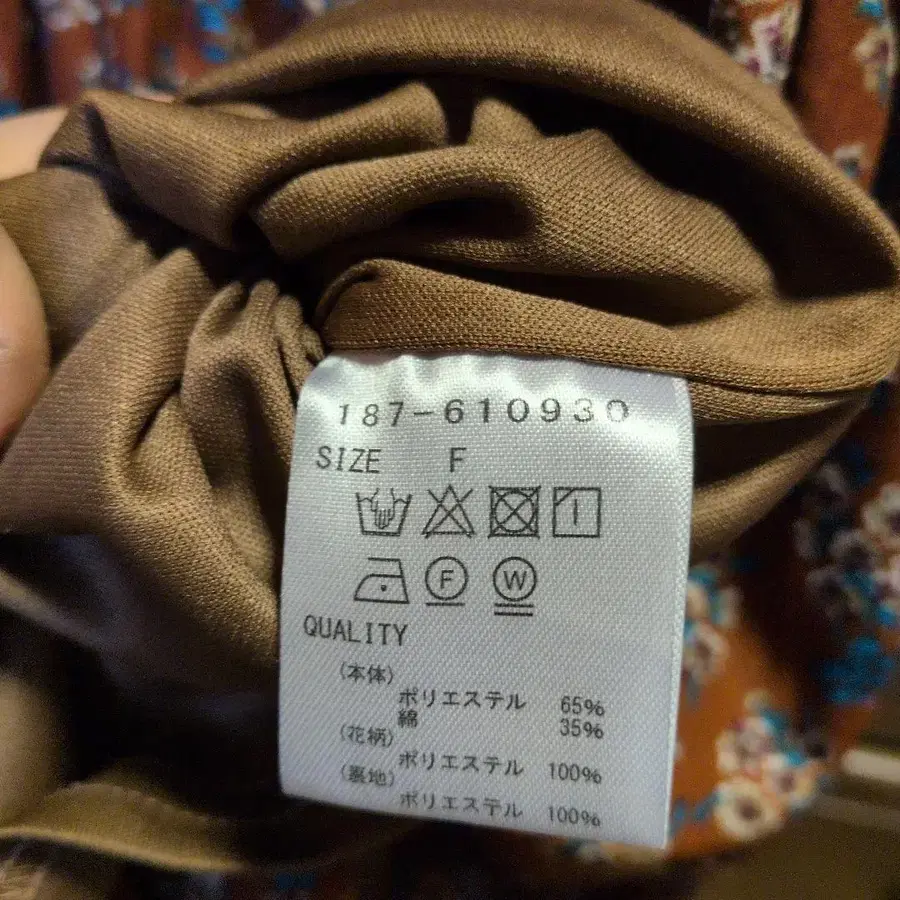 187-610930
SIZE F
F W
QUALITY
(本体)
ポリエステル 65%
綿 35%
(花柄)
ポリエステル 100%
(裏地)
ポリエステル 100%